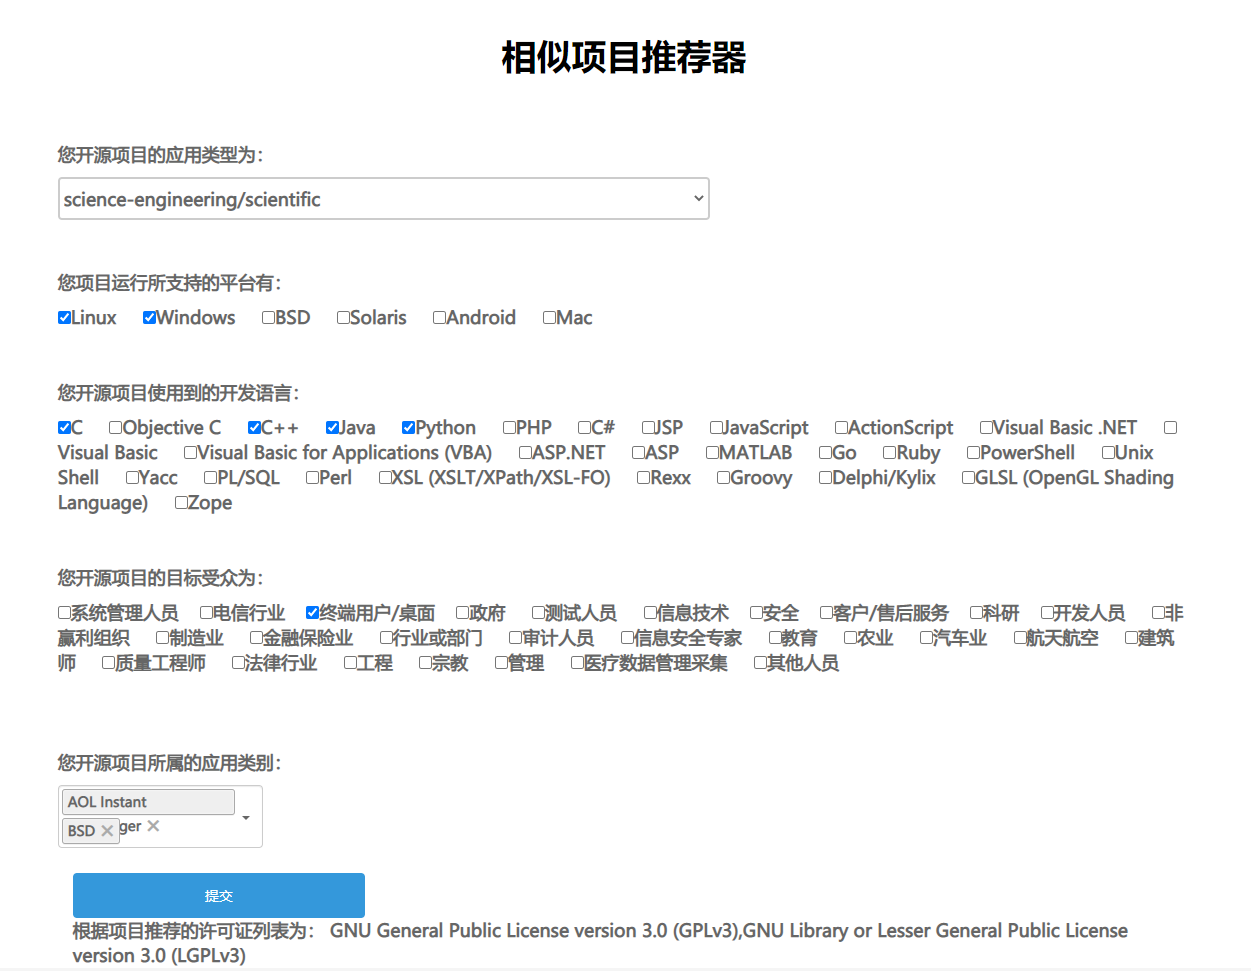 相似项目推荐器
您开源项目的应用类型为：
science-engineering/scientific
您项目运行所支持的平台有：
Linux Windows BSD Solaris Android Mac
您开源项目使用到的开发语言：
C Objective C C++ Java Python PHP C# JSP JavaScript ActionScript Visual Basic .NET
Visual Basic Visual Basic for Applications (VBA) ASP.NET ASP MATLAB Go Ruby PowerShell Unix
Shell Yacc PL/SQL Perl XSL (XSLT/XPath/XSL-FO) Rexx Groovy Delphi/Kylix GLSL (OpenGL Shading
Language) Zope
您开源项目的目标受众为：
系统管理人员 电信行业 终端用户/桌面 政府 测试人员 信息技术 安全 客户/售后服务 科研 开发人员 非
赢利组织 制造业 金融保险业 行业或部门 审计人员 信息安全专家 教育 农业 汽车业 航天航空 建筑
师 质量工程师 法律行业 工程 宗教 管理 医疗数据管理采集 其他人员
您开源项目所属的应用类别：
AOL Instant
BSD ger
提交
根据项目推荐的许可证列表为： GNU General Public License version 3.0 (GPLv3),GNU Library or Lesser General Public License
version 3.0 (LGPLv3)